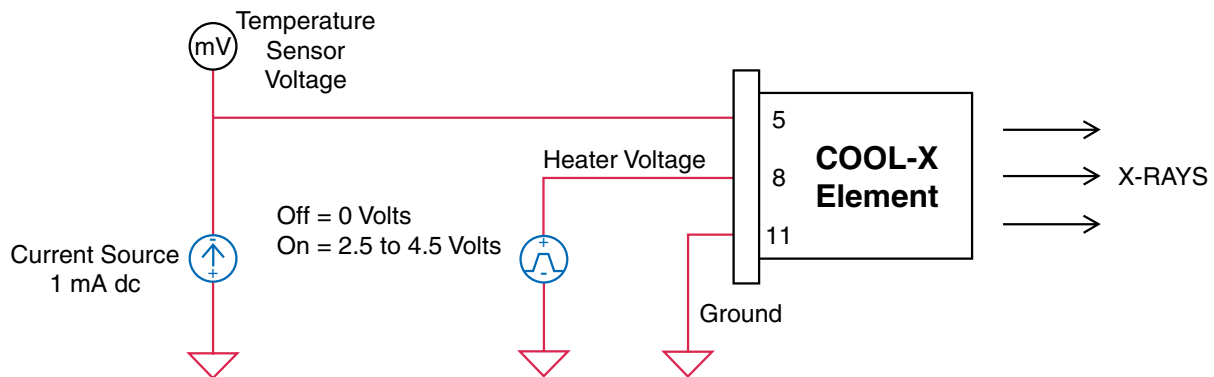 mV
Temperature
Sensor
Voltage
5
Heater Voltage
8
COOL-X
Element
X-RAYS
Off = 0 Volts
On = 2.5 to 4.5 Volts
11
-
+
+
-
Current Source
1 mA dc
Ground